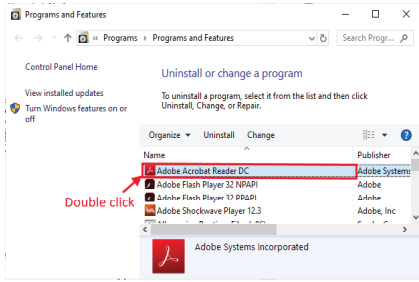 Programs and Features
« Programs > Programs and Features
Search Progr...
Control Panel Home
View installed updates
Turn Windows features on or
off
Uninstall or change a program
To uninstall a program, select it from the list and then click
Uninstall, Change, or Repair.
Organize Uninstall Change
Name Publisher
Adobe Acrobat Reader DC Adobe Systems
Adobe Flash Player 32 NPAPI Adobe
Adobe Flash Player 32 PPAPI Adobe
Adobe Shockwave Player 12.3 Adobe, Inc
Double click
Adobe Systems Incorporated